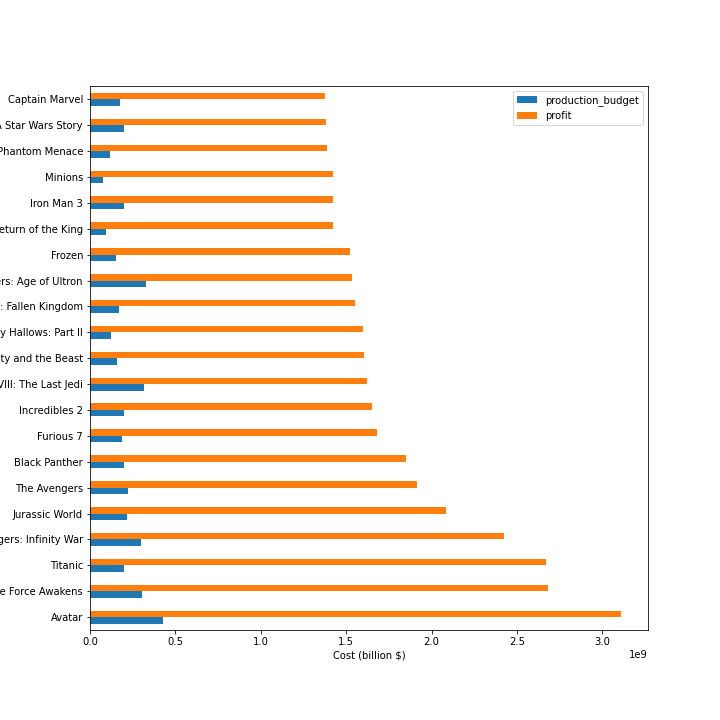 Captain Marvel
A Star Wars Story
Phantom Menace
Minions
Iron Man 3
eturn of the King
Frozen
ers: Age of Ultron
: Fallen Kingdom
y Hallows: Part II
ty and the Beast
VIII: The Last Jedi
Incredibles 2
Furious 7
Black Panther
The Avengers
Jurassic World
gers: Infinity War
Titanic
e Force Awakens
Avatar
production_budget
profit
0.0 0.5 1.0 1.5 2.0 2.5 3.0
Cost (billion $)
1e9